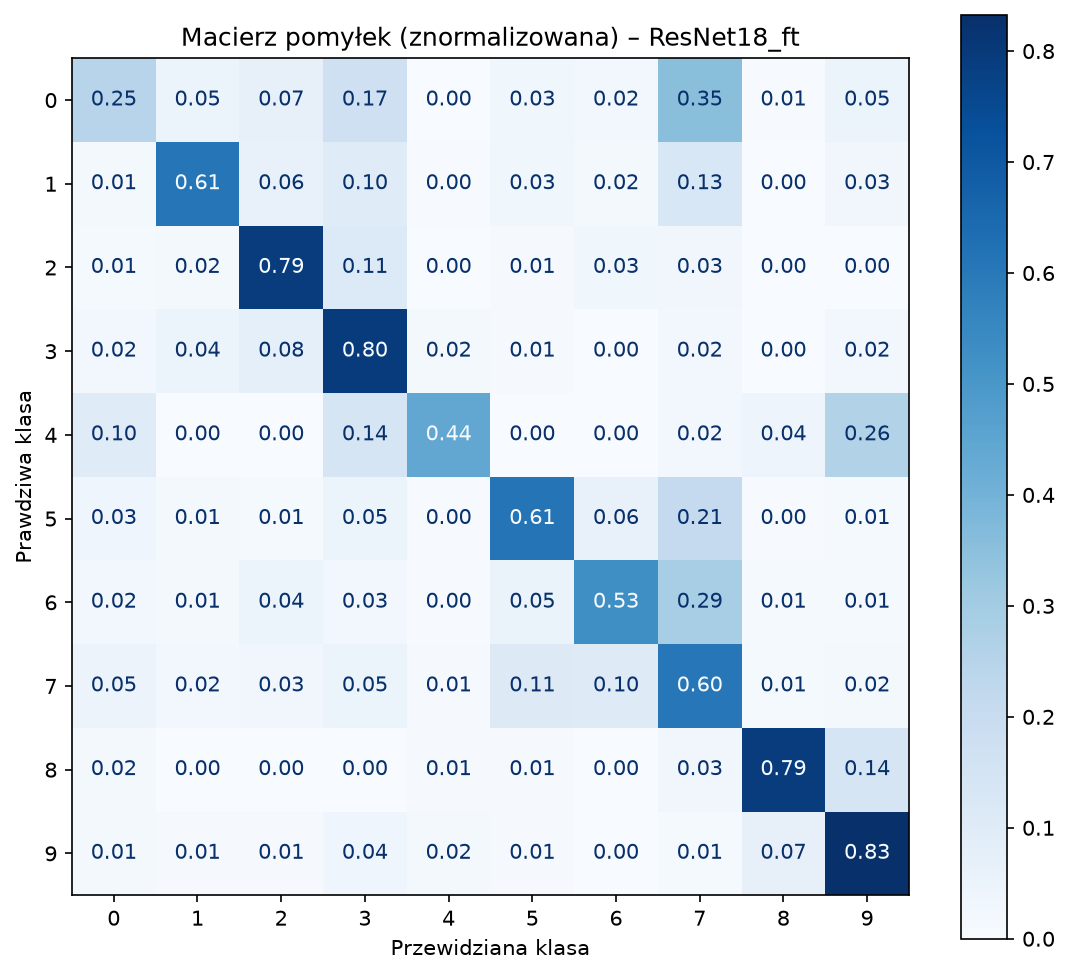 Macierz pomyłek (znormalizowana) – ResNet18_ft
0 0.25 0.05 0.07 0.17 0.00 0.03 0.02 0.35 0.01 0.05
1 0.01 0.61 0.06 0.10 0.00 0.03 0.02 0.13 0.00 0.03
2 0.01 0.02 0.79 0.11 0.00 0.01 0.03 0.03 0.00 0.00
3 0.02 0.04 0.08 0.80 0.02 0.01 0.00 0.02 0.00 0.02
4 0.10 0.00 0.00 0.14 0.44 0.00 0.00 0.02 0.04 0.26
5 0.03 0.01 0.01 0.05 0.00 0.61 0.06 0.21 0.00 0.01
6 0.02 0.01 0.04 0.03 0.00 0.05 0.53 0.29 0.01 0.01
7 0.05 0.02 0.03 0.05 0.01 0.11 0.10 0.60 0.01 0.02
8 0.02 0.00 0.00 0.00 0.01 0.01 0.00 0.03 0.79 0.14
9 0.01 0.01 0.01 0.04 0.02 0.01 0.00 0.01 0.07 0.83
0 1 2 3 4 5 6 7 8 9
Przewidziana klasa
Prawdziwa klasa
0.8
0.7
0.6
0.5
0.4
0.3
0.2
0.1
0.0